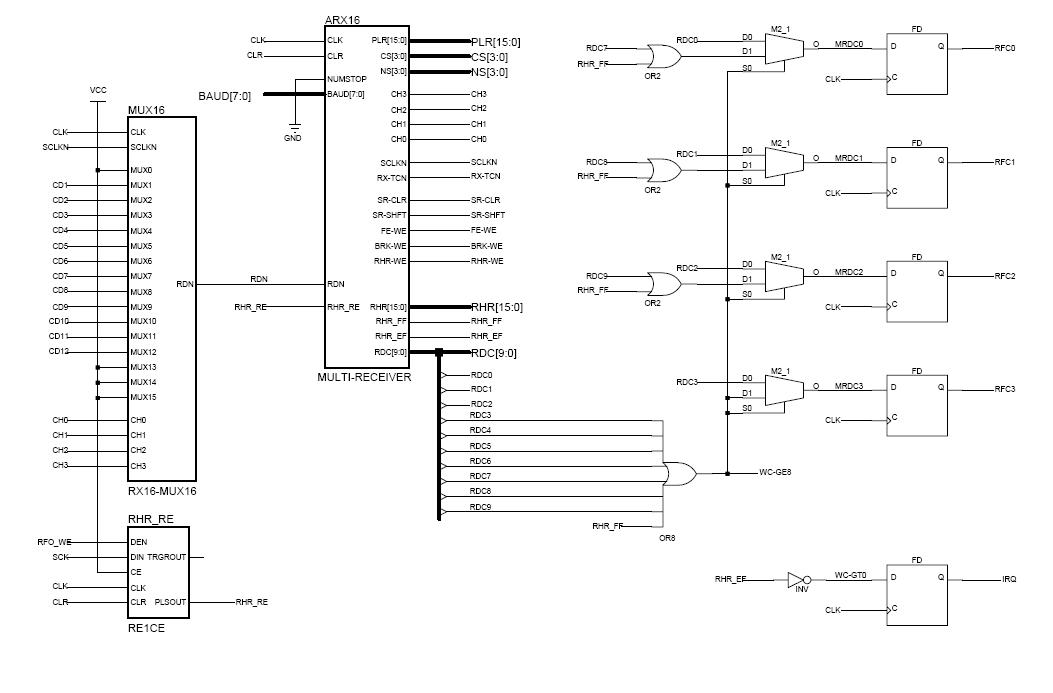 VCC
MUX16
CLK CLK
SCLKN SCLKN
MUX0
CD1 MUX1
CD2 MUX2
CD3 MUX3
CD4 MUX4
CD5 MUX5
CD6 MUX6
CD7 MUX7
CD8 MUX8
CD9 MUX9
CD10 MUX10
CD11 MUX11
CD12 MUX12
MUX13
MUX14
MUX15
RDN
CH0 CH0
CH1 CH1
CH2 CH2
CH3 CH3
RX16-MUX16
RHR_RE
RFO_WE DEN
SCK DIN TRGROUT
CE
CLK CLK
CLR CLR PLSOUT RHR_RE
RE1CE
ARX16
CLK CLK PLR[15:0] PLR[15:0]
CLR CLR CS[3:0] CS[3:0]
NS[3:0] NS[3:0]
NUMSTOP
BAUD[7:0] BAUD[7:0] CH3 CH3
GND
CH2 CH2
CH1 CH1
CH0 CH0
SCLKN SCLKN
RX-TCN RX-TCN
SR-CLR SR-CLR
SR-SHFT SR-SHFT
FE-WE FE-WE
BRK-WE BRK-WE
RHR-WE RHR-WE
RDN RDN
RHR_RE RHR_RE RHR[15:0] RHR[15:0]
RHR_FF RHR_FF
RHR_EF RHR_EF
RDC[9:0] RDC[9:0]
MULTI-RECEIVER
RDC0
RDC1
RDC2
RDC3
RDC4
RDC5
RDC6
RDC7
RDC8
RDC9
RHR_FF
OR8
WC-GE8
RDC7 RDC0 D0 M2_1 FD
RHR_FF D1 O MRDC0 D Q RFC0
OR2 S0 CLK C
RDC8 RDC1 D0 M2_1 FD
RHR_FF D1 O MRDC1 D Q RFC1
OR2 S0 CLK C
RDC9 RDC2 D0 M2_1 FD
RHR_FF D1 O MRDC2 D Q RFC2
OR2 S0 CLK C
RDC3 D0 M2_1 FD
D1 O MRDC3 D Q RFC3
S0 CLK C
FD
RHR_EF INV WC-GT0 D Q IRQ
CLK C